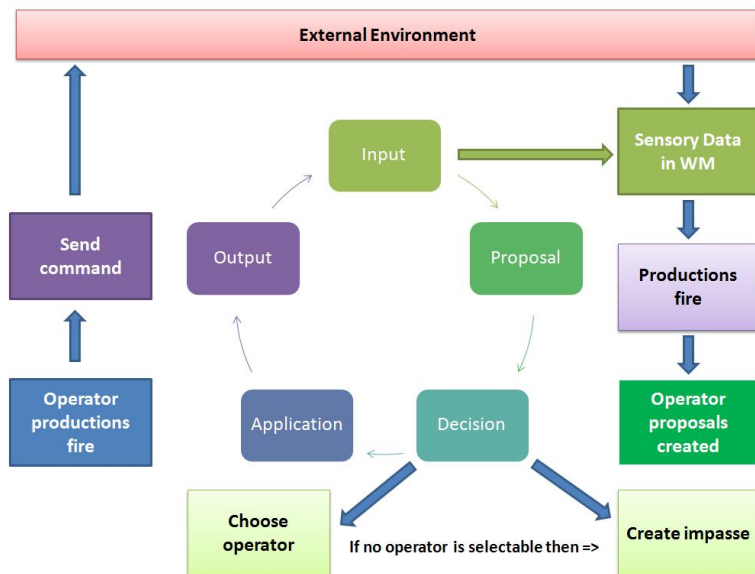 External Environment
Input
Sensory Data
in WM
Send
command
Output
Proposal
Productions
fire
Operator
productions
fire
Application
Decision
Operator
proposals
created
Choose
operator
If no operator is selectable then =>
Create impasse